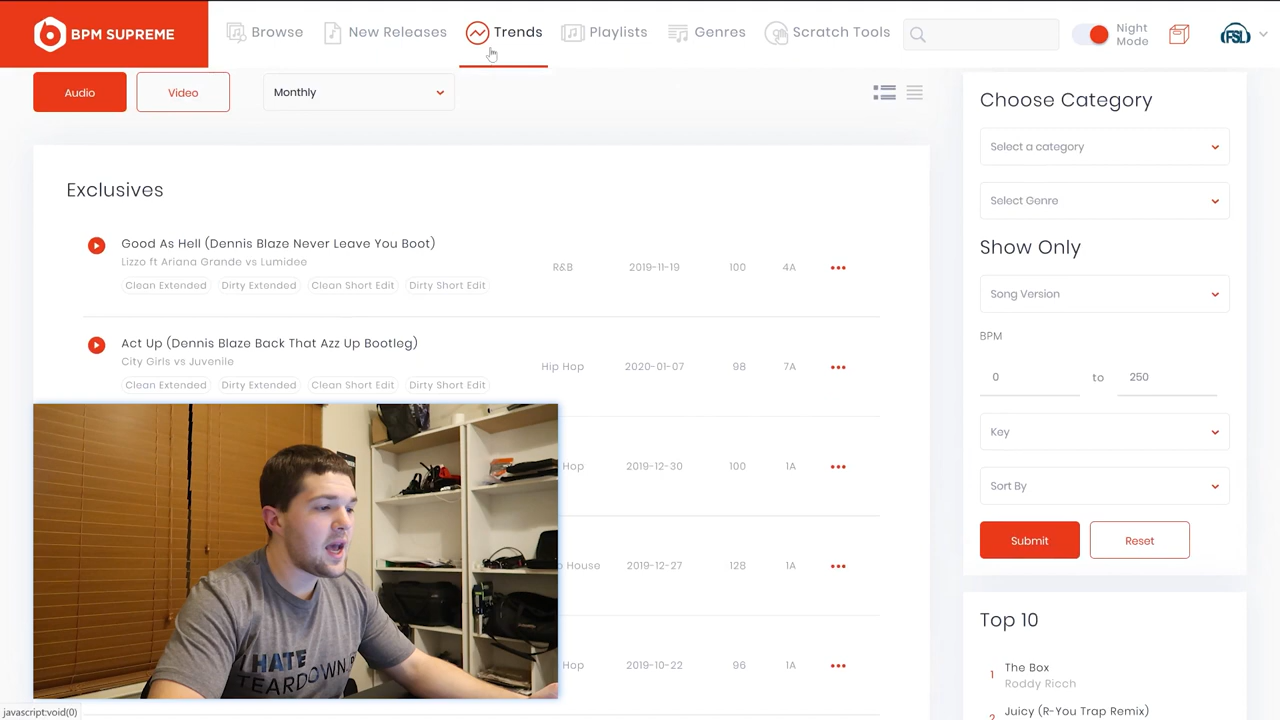 BPM SUPREME
Browse
New Releases
Trends
Playlists
Genres
Scratch Tools
Night
Mode
FSL
Audio
Video
Monthly
Exclusives
Good As Hell (Dennis Blaze Never Leave You Boot)
Lizzo ft Ariana Grande vs Lumidee
Clean Extended
Dirty Extended
Clean Short Edit
Dirty Short Edit
R&B
2019-11-19
100
4A
Act Up (Dennis Blaze Back That Azz Up Bootleg)
City Girls vs Juvenile
Clean Extended
Dirty Extended
Clean Short Edit
Dirty Short Edit
Hip Hop
2020-01-07
98
7A
Hop
2019-12-30
100
1A
House
2019-12-27
128
1A
Hop
2019-10-22
96
1A
Choose Category
Select a category
Select Genre
Show Only
Song Version
BPM
0 to 250
Key
Sort By
Submit
Reset
Top 10
1
The Box
Roddy Ricch
2
Juicy (R-You Trap Remix)
I HATE
TEARDOWN
javascript:void(0)